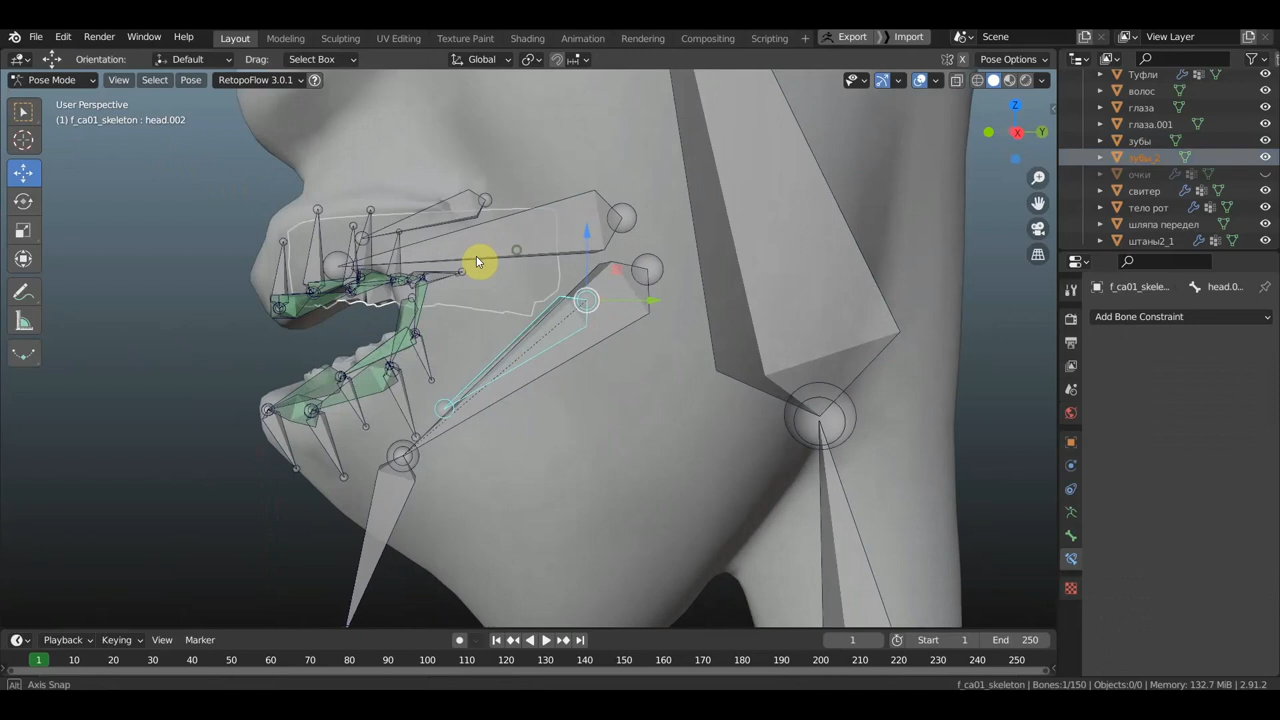 File Edit Render Window Help Layout Modeling Sculpting UV Editing Texture Paint Shading Animation Rendering Compositing Scripting + Export Import Scene View Layer
Orientation: Default Drag: Select Box Global Pose Options
Pose Mode View Select Pose RetopoFlow 3.0.1
User Perspective
(1) f_ca01_skeleton : head.002
Z
X
Y
Туфли
волос
глаза
глаза.001
зубы
зубы_2
очки
свитер
тело рот
шляпа передел
штаны2_1
f_ca01_skele... head.0...
Add Bone Constraint
Playback Keying View Marker 1 Start 1 End 250
1 10 20 30 40 50 60 70 80 90 100 110 120 130 140 150 160 170 180 190 200 210 220 230 240 250
Alt Axis Snap f_ca01_skeleton | Bones:1/150 | Objects:0/0 | Memory: 132.7 MiB | 2.91.2